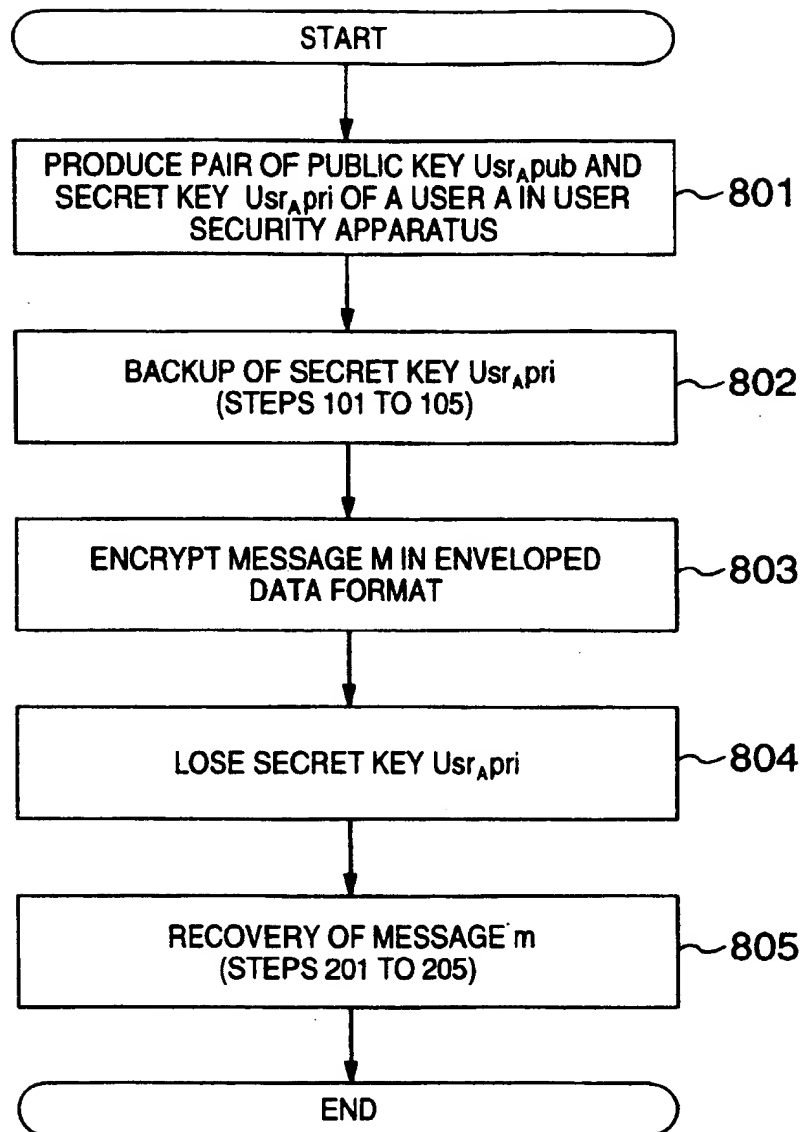 START
PRODUCE PAIR OF PUBLIC KEY UsrApub AND
SECRET KEY UsrApri OF A USER A IN USER
SECURITY APPARATUS
801
BACKUP OF SECRET KEY UsrApri
(STEPS 101 TO 105)
802
ENCRYPT MESSAGE M IN ENVELOPED
DATA FORMAT
803
LOSE SECRET KEY UsrApri
804
RECOVERY OF MESSAGE m
(STEPS 201 TO 205)
805
END